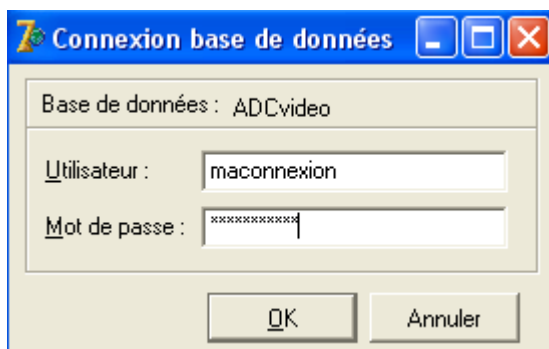 Connexion base de données
Base de données : ADCvideo
Utilisateur : maconnexion
Mot de passe : ***********
OK Annuler